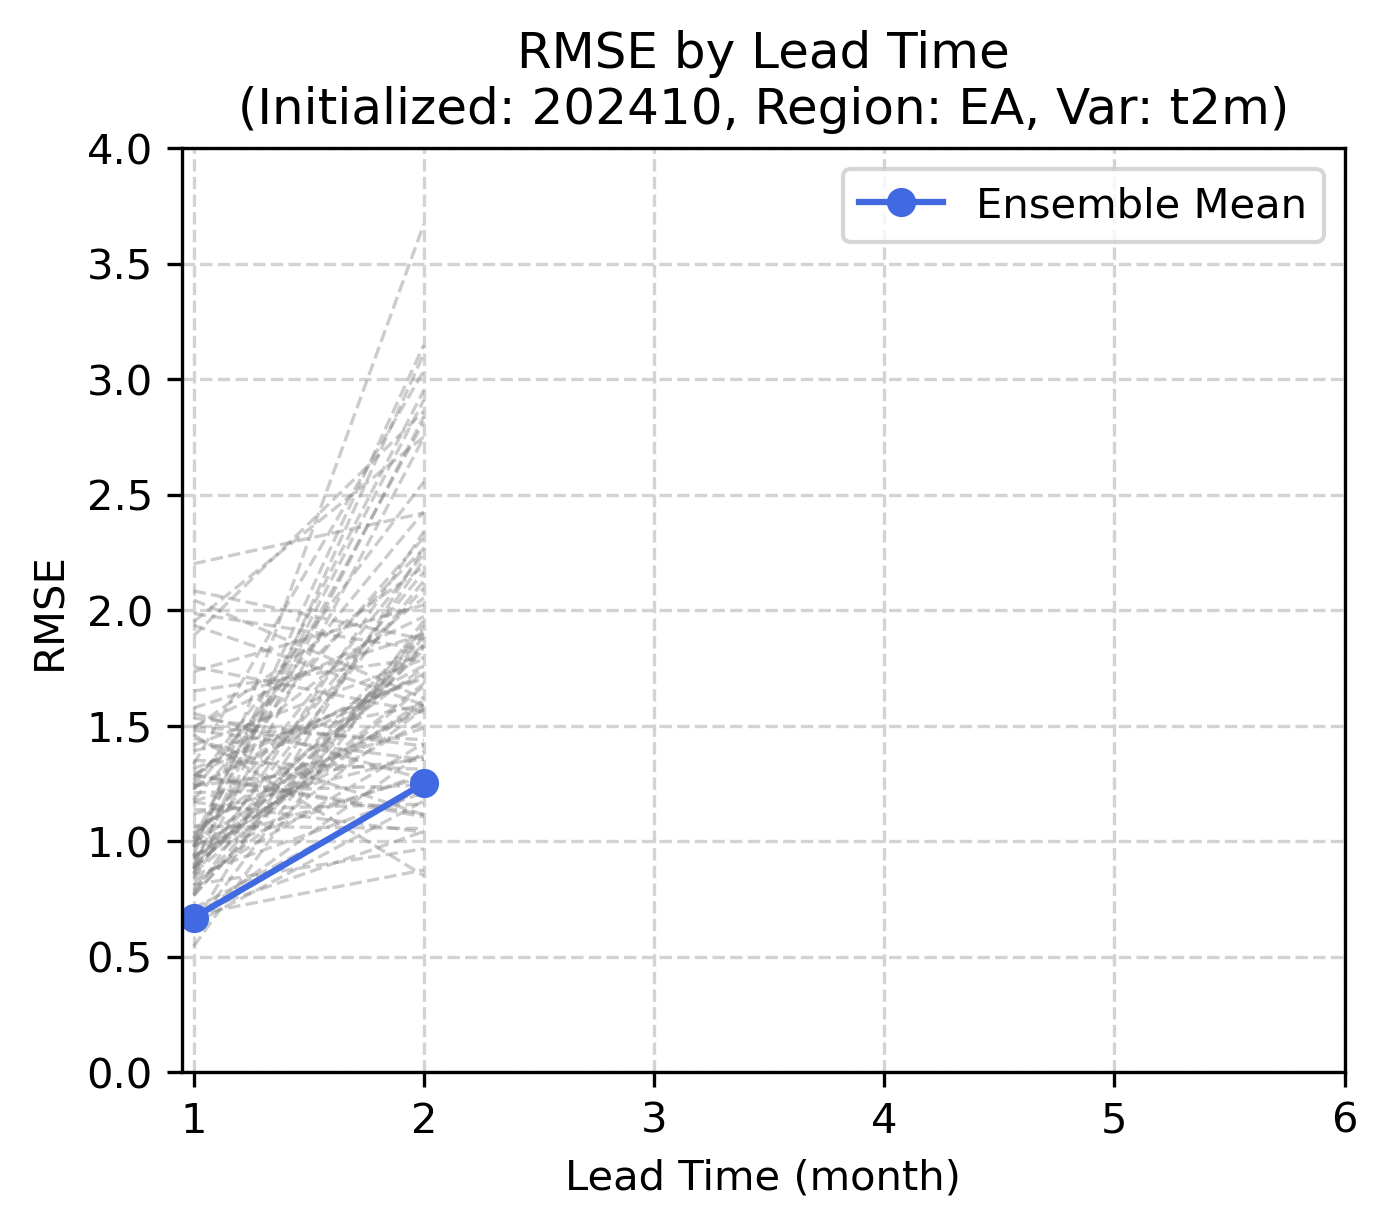 RMSE by Lead Time
(Initialized: 202410, Region: EA, Var: t2m)
Ensemble Mean
4.0
3.5
3.0
2.5
2.0
1.5
1.0
0.5
0.0
RMSE
1 2 3 4 5 6
Lead Time (month)